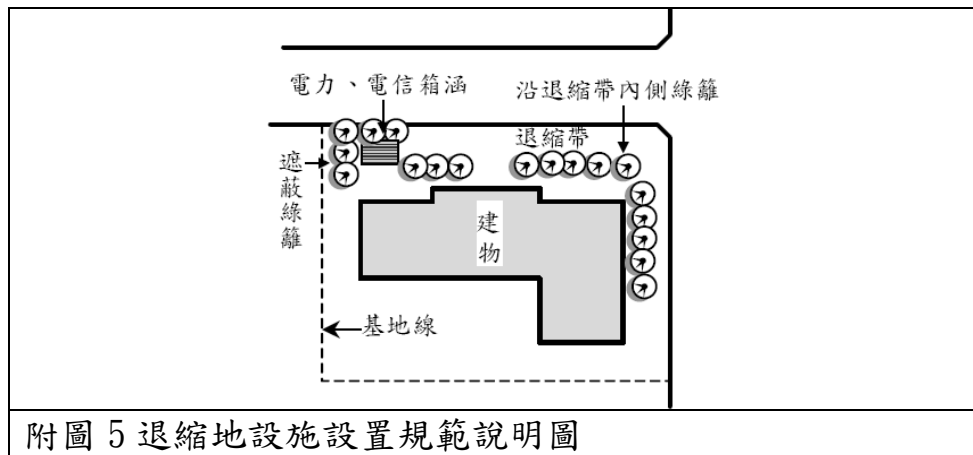 電力、電信箱涵
沿退縮帶內側綠籬
退縮帶
遮蔽綠籬
建物
基地線
附圖 5 退縮地設施設置規範說明圖